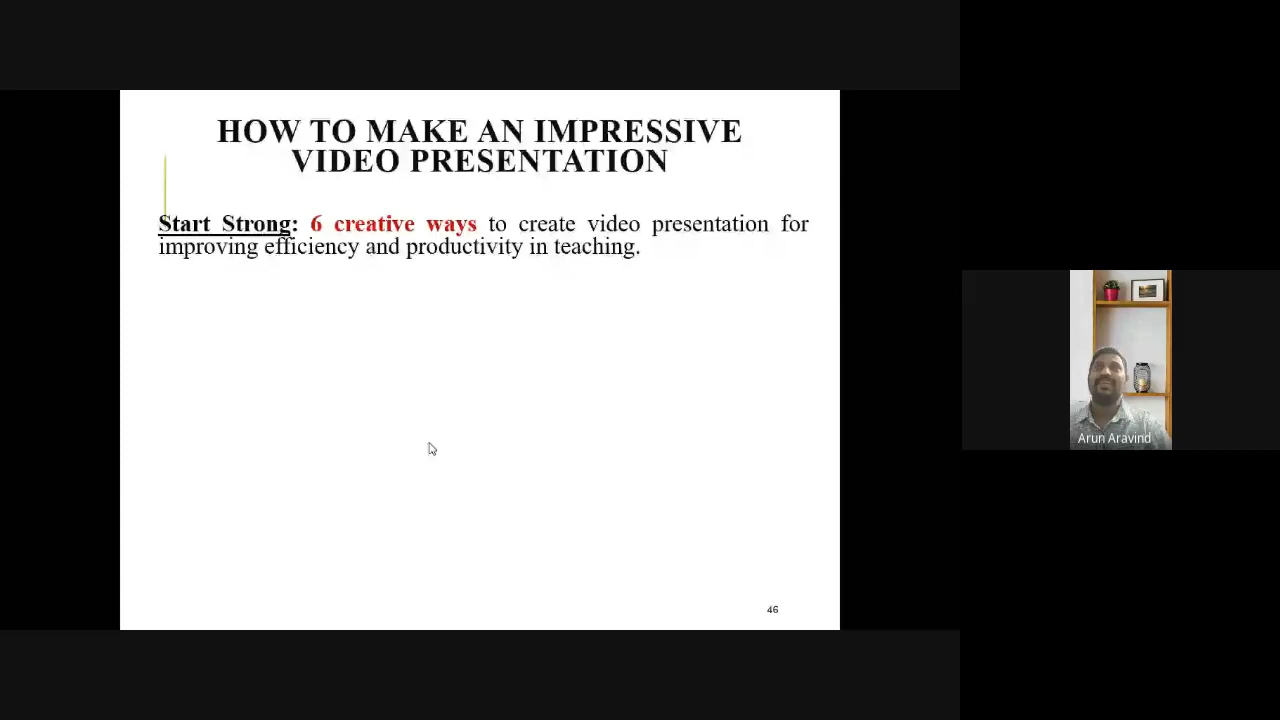 HOW TO MAKE AN IMPRESSIVE
VIDEO PRESENTATION
Start Strong: 6 creative ways to create video presentation for
improving efficiency and productivity in teaching.
46
Arun Aravind